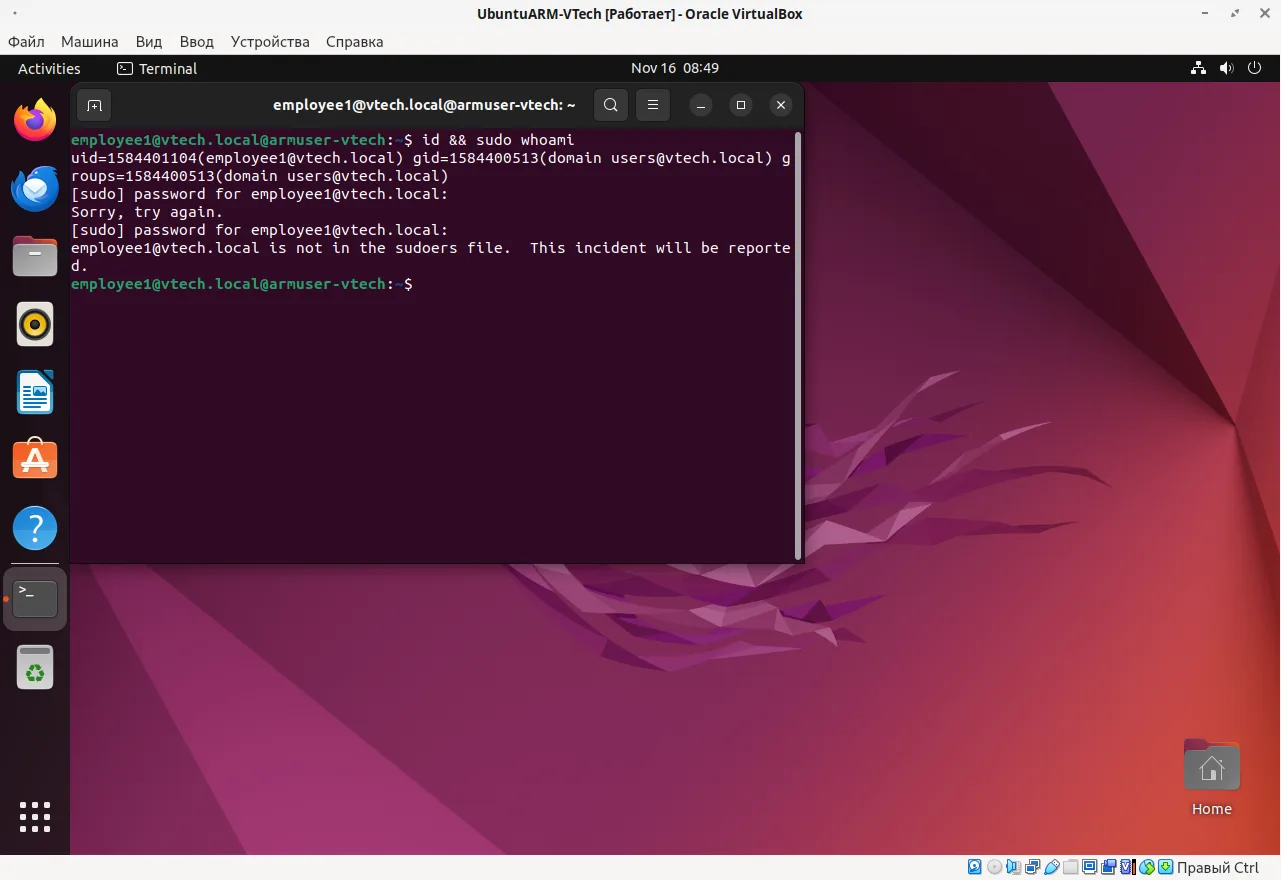 UbuntuARM-VTech [Работает] - Oracle VirtualBox
Файл Машина Вид Ввод Устройства Справка
Activities Terminal Nov 16 08:49
employee1@vtech.local@armuser-vtech: ~
employee1@vtech.local@armuser-vtech:~$ id && sudo whoami
uid=1584401104(employee1@vtech.local) gid=1584400513(domain users@vtech.local) g
roups=1584400513(domain users@vtech.local)
[sudo] password for employee1@vtech.local:
Sorry, try again.
[sudo] password for employee1@vtech.local:
employee1@vtech.local is not in the sudoers file.  This incident will be reporte
d.
employee1@vtech.local@armuser-vtech:~$
Home
Правый Ctrl